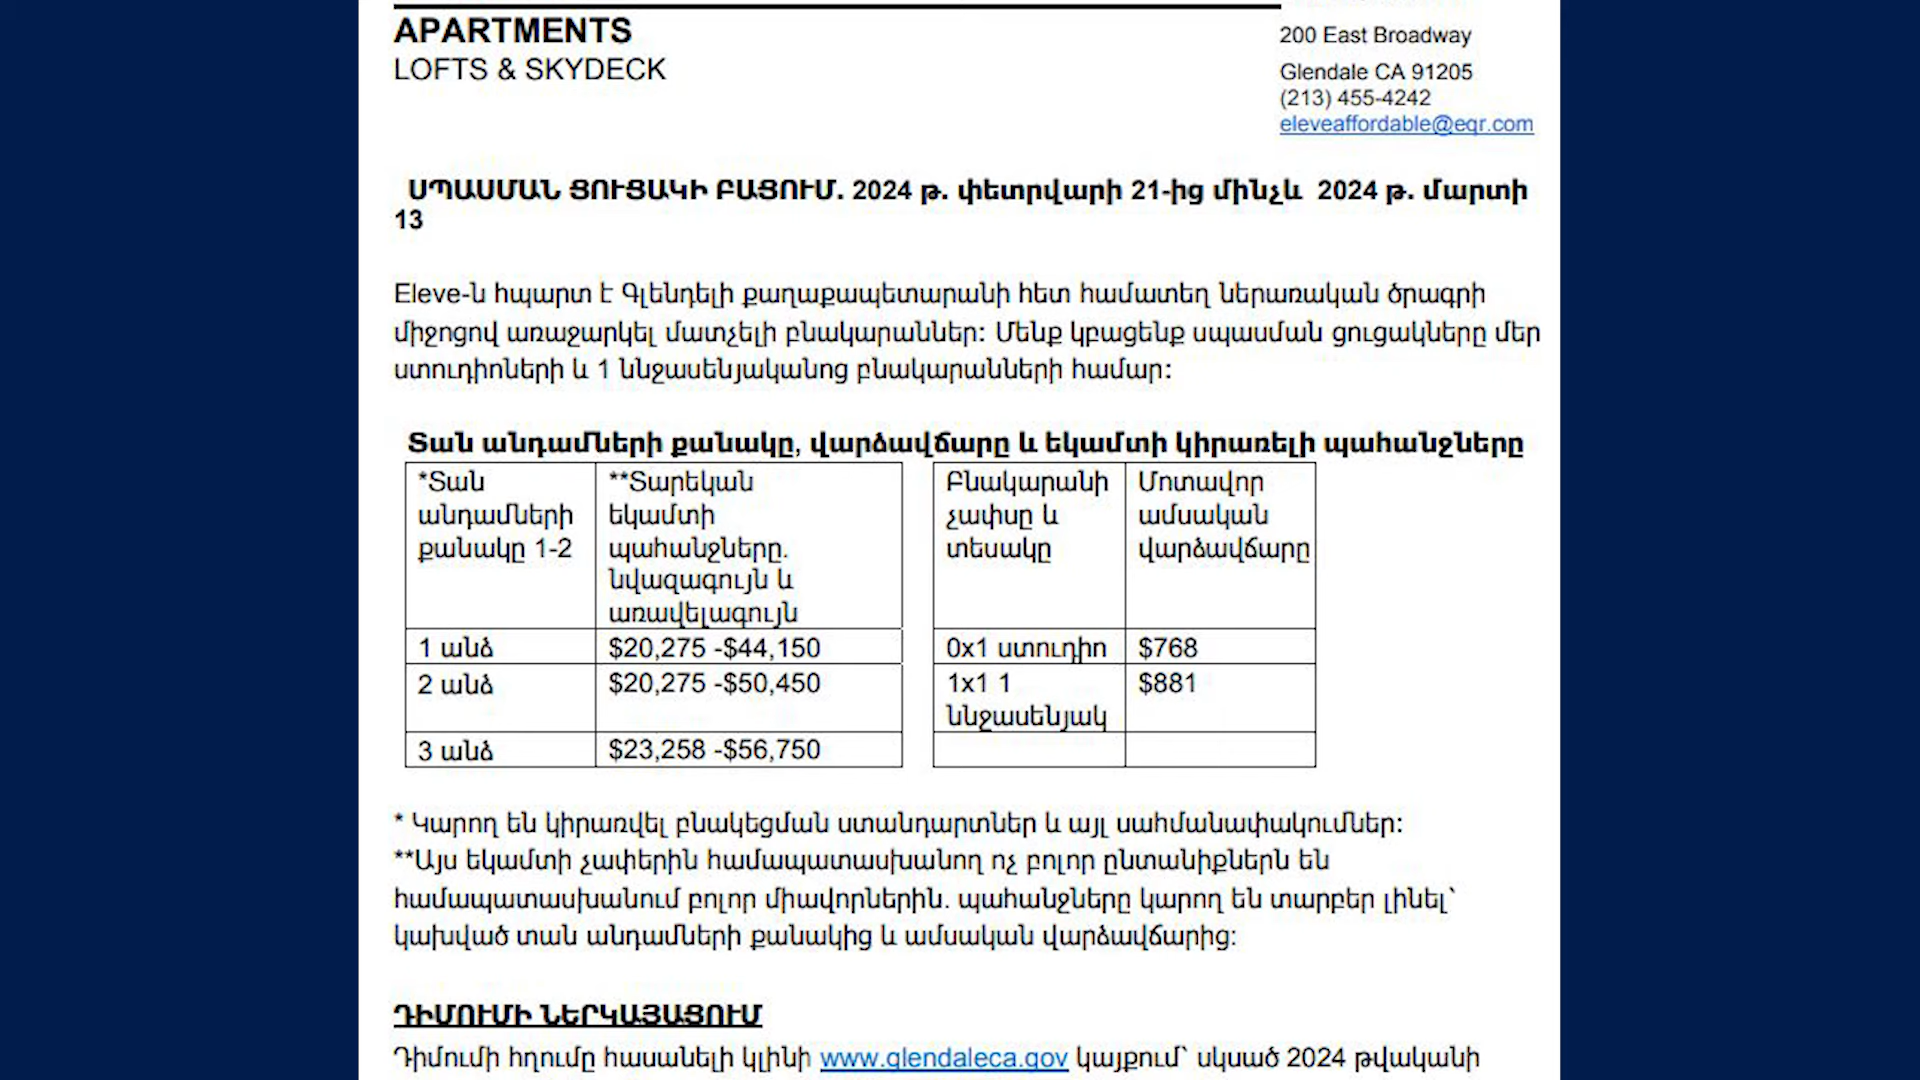 APARTMENTS
LOFTS & SKYDECK
200 East Broadway
Glendale CA 91205
(213) 455-4242
eleveaffordable@eqr.com
ՍՊԱՍՄԱՆ ՑՈՒՑԱԿԻ ԲԱՑՈՒՄ. 2024 թ. փետրվարի 21-ից մինչև 2024 թ. մարտի
13
Eleve-ն հպարտ է Գլենդելի քաղաքապետարանի հետ համատեղ ներառական ծրագրի
միջոցով առաջարկել մատչելի բնակարաններ: Մենք կբացենք սպասման ցուցակները մեր
ստուդիոների և 1 ննջասենյականոց բնակարանների համար:
Տան անդամների քանակը, վարձավճարը և եկամտի կիրառելի պահանջները
*Տան
անդամների
քանակը 1-2
**Տարեկան
եկամտի
պահանջները.
նվազագույն և
առավելագույն
1 անձ $20,275 -$44,150
2 անձ $20,275 -$50,450
3 անձ $23,258 -$56,750
Բնակարանի
չափսը և
տեսակը
Մոտավոր
ամսական
վարձավճարը
0x1 ստուդիո $768
1x1 1 $881
ննջասենյակ
* Կարող են կիրառվել բնակեցման ստանդարտներ և այլ սահմանափակումներ:
**Այս եկամտի չափերին համապատասխանող ոչ բոլոր ընտանիքներն են
համապատասխանում բոլոր միավորներին. պահանջները կարող են տարբեր լինել՝
կախված տան անդամների քանակից և ամսական վարձավճարից:
ԴԻՄՈՒՄԻ ՆԵՐԿԱՅԱՑՈՒՄ
Դիմումի հղումը հասանելի կլինի www.glendaleca.gov կայքում՝ սկսած 2024 թվականի